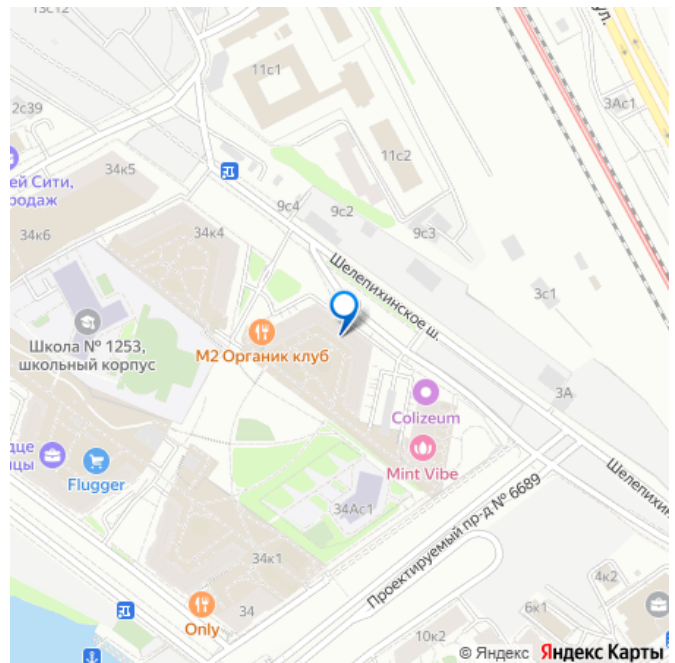 13с12
ул.
11с1
2с39
3Ас1
11с2
34к5
ей Сити,
родаж
9с4
9с2
34к6
34к4
9с3
Шелепихинское ш.
3с1
Школа № 1253,
школьный корпус
М2 Органик клуб
3А
Colizeum
дце
цы
Flugger
Mint Vibe
Шелепихин
34Ас1
Проектируемый пр-д № 6689
34к1
4к2
34
6к1
Only
10к2
© Яндекс Яндекс Карты